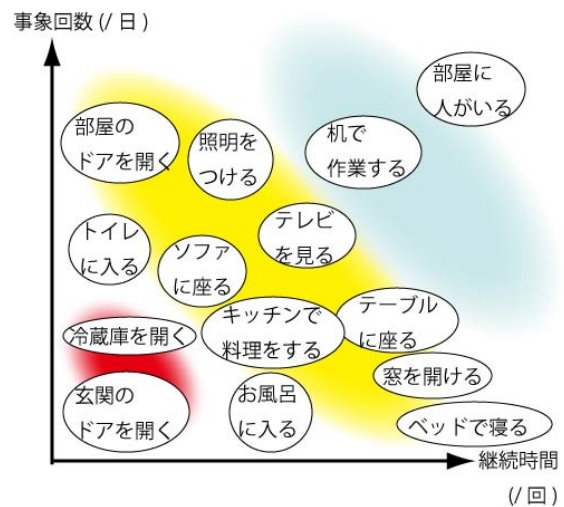 事象回数(/日)
部屋に
人がいる
部屋の
ドアを開く
照明を
つける
机で
作業する
トイレ
に入る
ソファ
に座る
テレビ
を見る
冷蔵庫を開く
キッチンで
料理をする
テーブル
に座る
窓を開ける
玄関の
ドアを開く
お風呂
に入る
ベッドで寝る
継続時間
(/回)